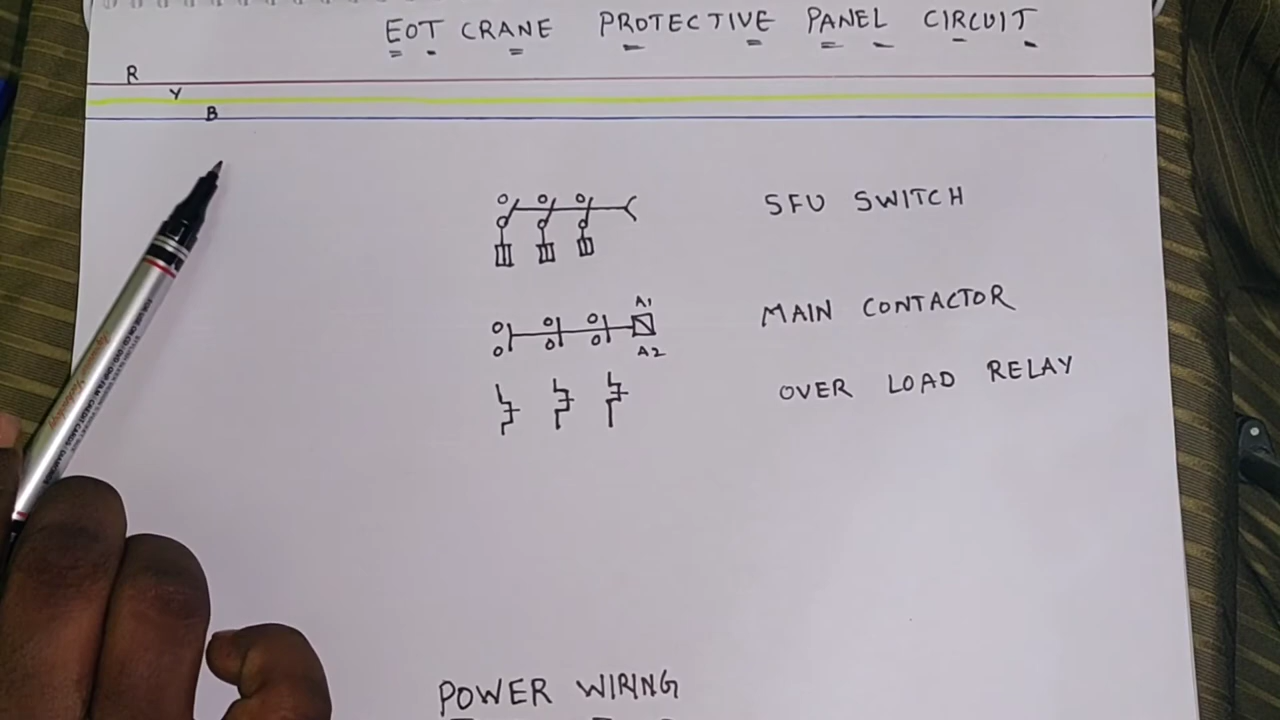 EOT CRANE PROTECTIVE PANEL CIRCUIT
R
Y
B
SFU SWITCH
A1
MAIN CONTACTOR
A2
OVER LOAD RELAY
POWER WIRING